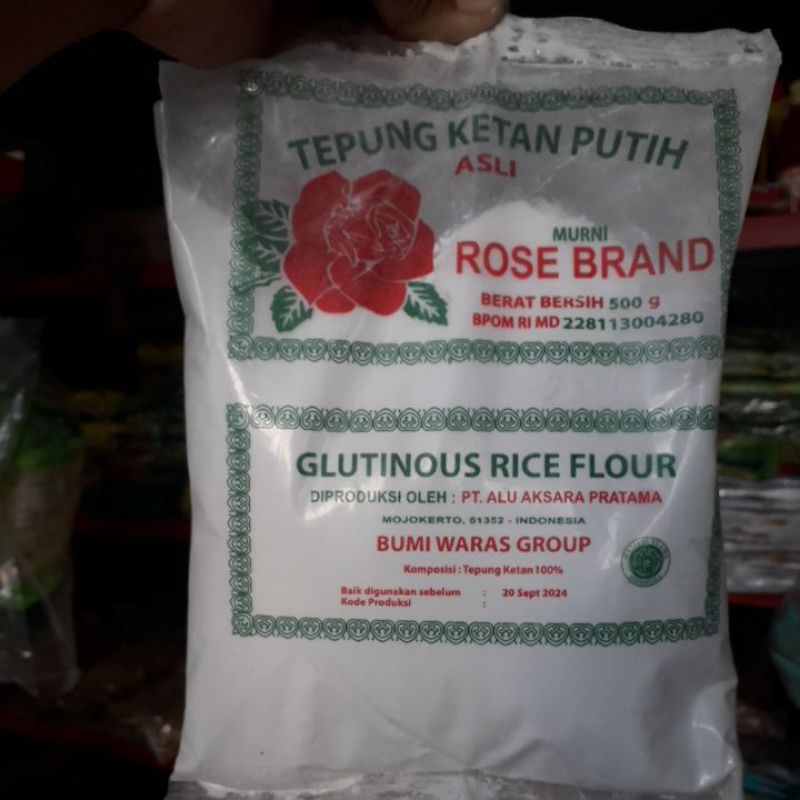 TEPUNG KETAN PUTIH
ASLI
MURNI
ROSE BRAND
BERAT BERSIH 500 g
BPOM RI MD 228113004280
GLUTINOUS RICE FLOUR
DIPRODUKSI OLEH : PT. ALU AKSARA PRATAMA
MOJOKERTO, 61352 - INDONESIA
BUMI WARAS GROUP
Komposisi : Tepung Ketan 100%
Baik digunakan sebelum : 20 Sept 2024
Kode Produksi :